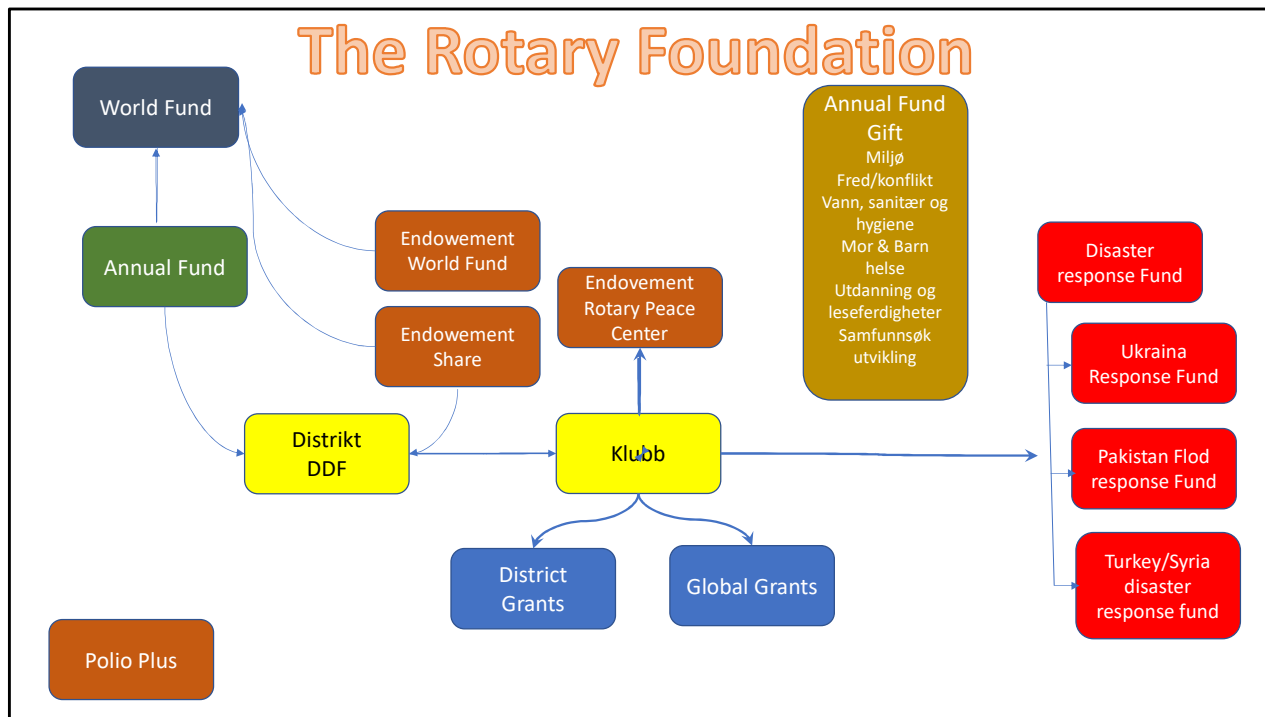 The Rotary Foundation
World Fund
Annual Fund
Gift
Miljø
Fred/konflikt
Vann, sanitær og
hygiene
Mor & Barn
helse
Utdanning og
leseferdigheter
Samfunnsøk
utvikling
Annual Fund
Endowement
World Fund
Endowement
Share
Endovement
Rotary Peace
Center
Disaster
response Fund
Ukraina
Response Fund
Pakistan Flod
response Fund
Turkey/Syria
disaster
response fund
Distrikt
DDF
Klubb
District
Grants
Global Grants
Polio Plus